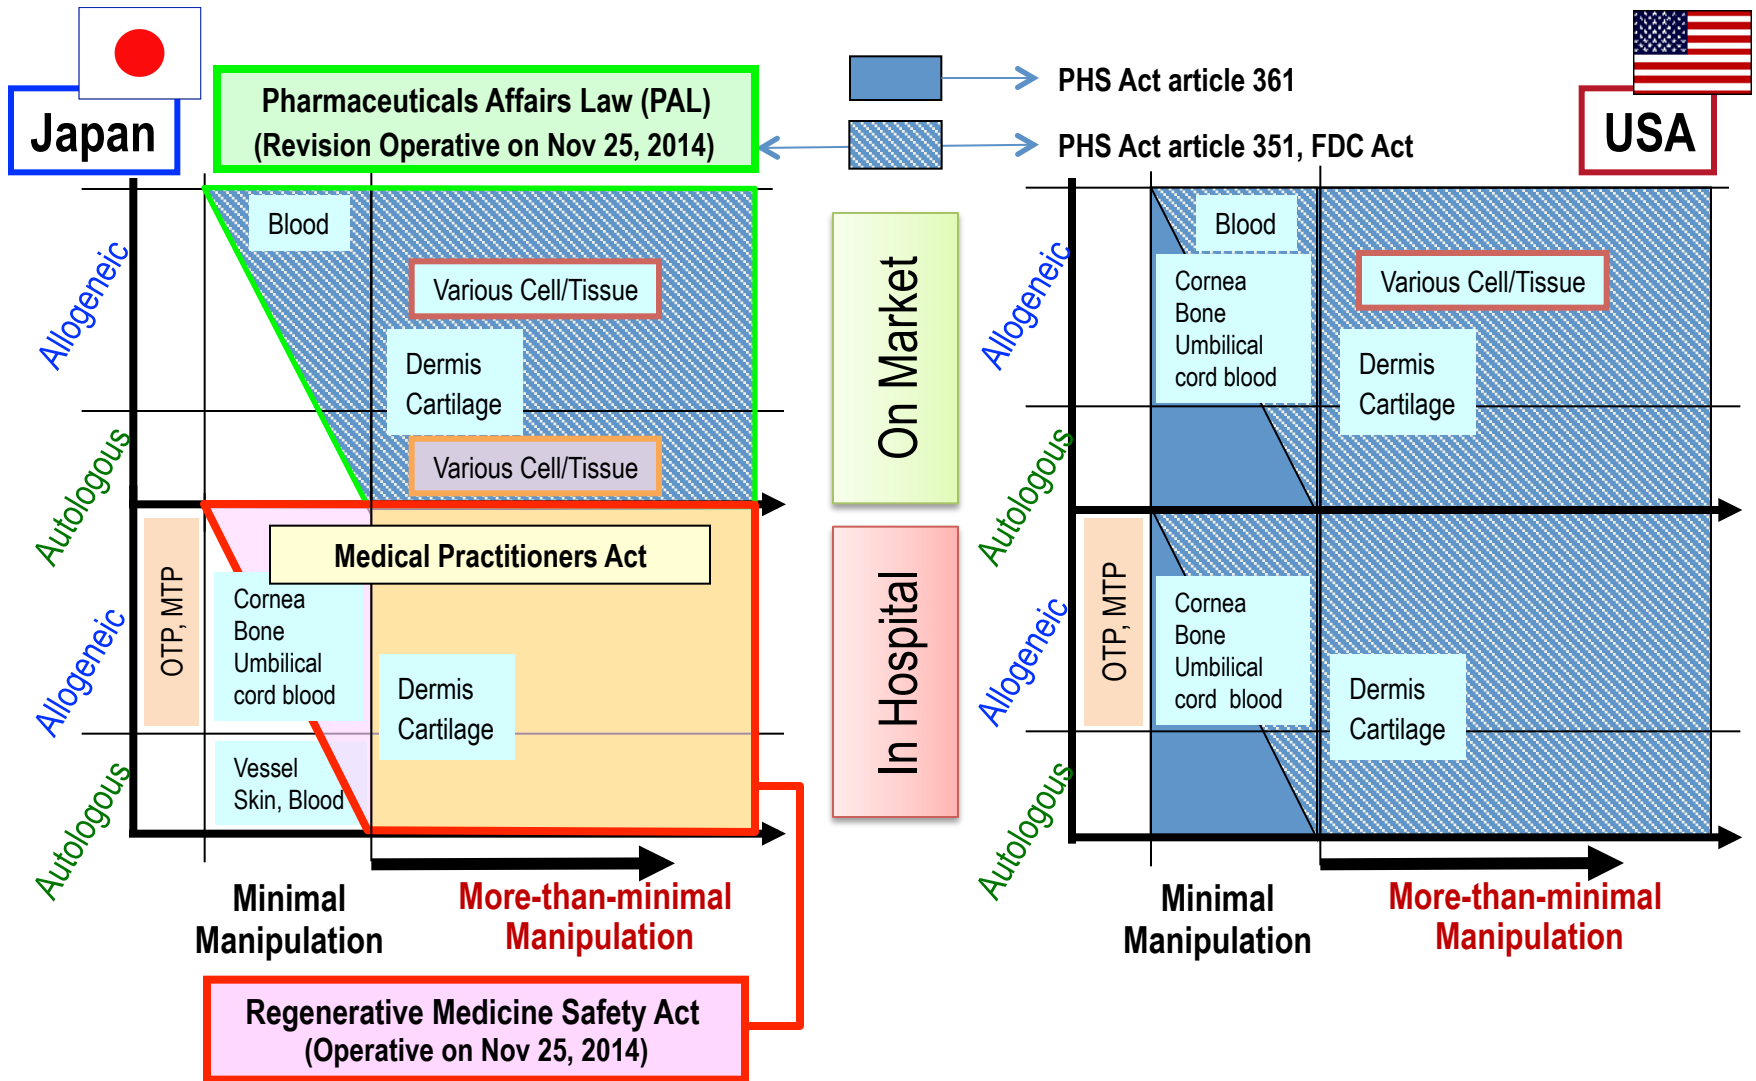 Japan
Pharmaceuticals Affairs Law (PAL)
(Revision Operative on Nov 25, 2014)
PHS Act article 361
PHS Act article 351, FDC Act
USA
Allogeneic
Autologous
Blood
Various Cell/Tissue
Dermis
Cartilage
Various Cell/Tissue
Allogeneic
Autologous
OTP, MTP
Medical Practitioners Act
Cornea
Bone
Umbilical
cord blood
Dermis
Cartilage
Vessel
Skin, Blood
Minimal
Manipulation
More-than-minimal
Manipulation
Regenerative Medicine Safety Act
(Operative on Nov 25, 2014)
On Market
In Hospital
Allogeneic
Autologous
Blood
Cornea
Bone
Umbilical
cord blood
Various Cell/Tissue
Dermis
Cartilage
Allogeneic
Autologous
OTP, MTP
Cornea
Bone
Umbilical
cord blood
Dermis
Cartilage
Minimal
Manipulation
More-than-minimal
Manipulation